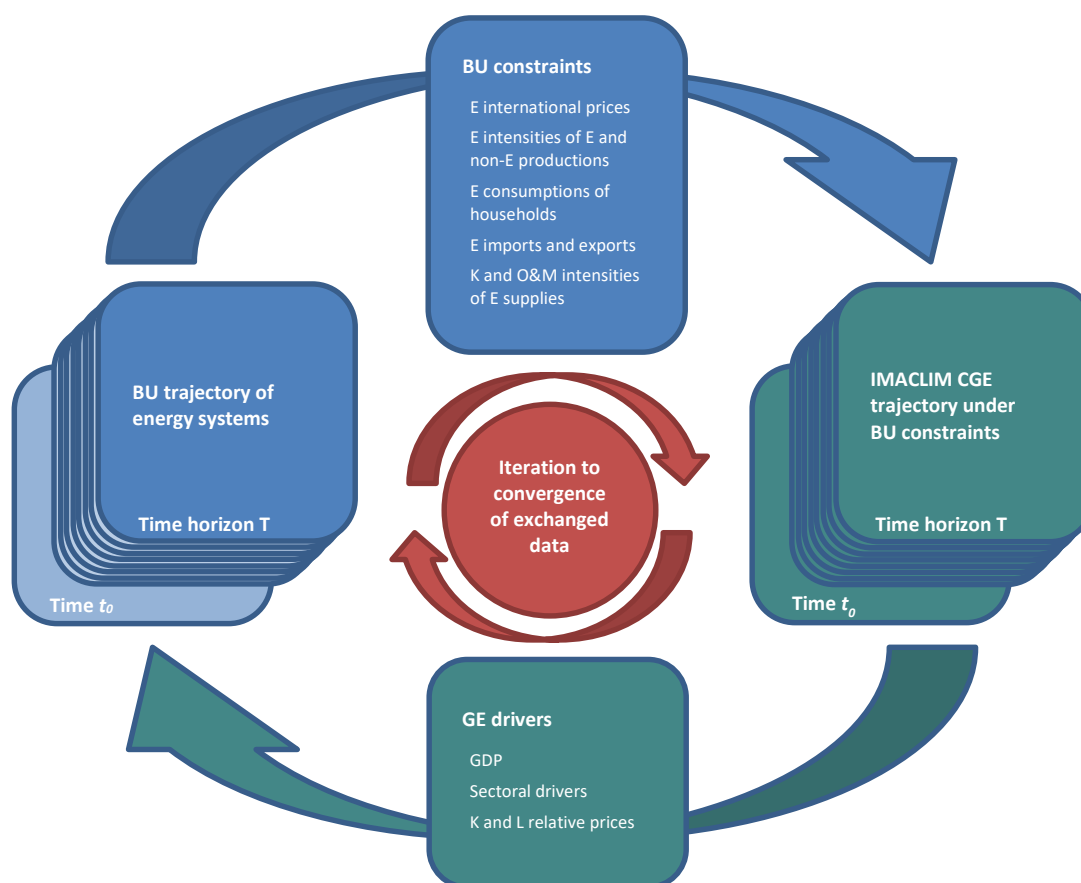 BU constraints
E international prices
E intensities of E and
non-E productions
E consumptions of
households
E imports and exports
K and O&M intensities
of E supplies
BU trajectory of
energy systems
Time horizon T
Time t₀
Iteration to
convergence
of exchanged
data
IMACLIM CGE
trajectory under
BU constraints
Time horizon T
Time t₀
GE drivers
GDP
Sectoral drivers
K and L relative prices